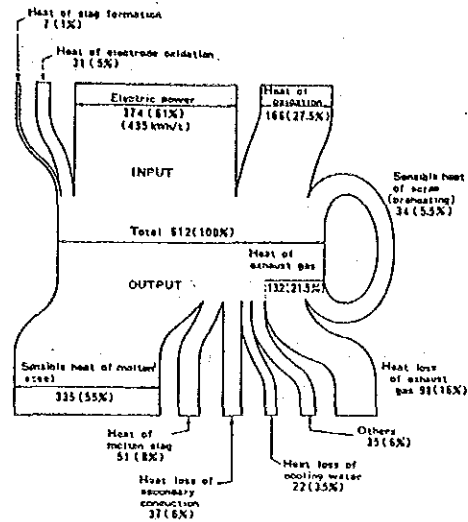 Heat of slag formation
7 (1%)
Heat of electrode oxidation
31 (5%)
Electric power
374 (61%)
(435 kmh/t)
Heat of
oxidation
166 (27.5%)
INPUT
Sensible heat
of scrap
(preheating)
34 (5.5%)
Total 612 (100%)
Heat of
exhaust gas
132 (21.5%)
OUTPUT
Sensible heat of molten
steel
335 (55%)
Heat loss
of exhaust
gas 98 (16%)
Others
35 (6%)
Heat of
molten slag
51 (8%)
Heat loss of
cooling water
22 (3.5%)
Heat loss of
secondary
conduction
37 (6%)